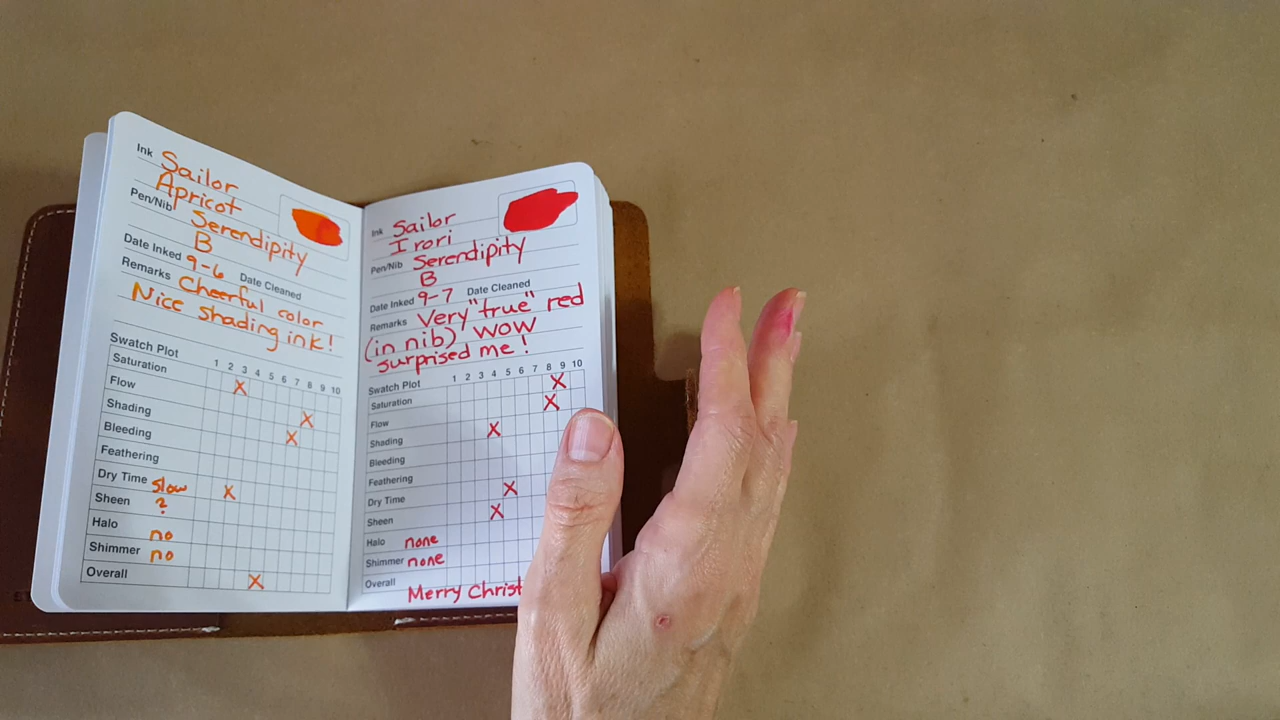 Ink Sailor
Apricot
Pen/Nib Serendipity
B
Date Inked 9-6 Date Cleaned
Remarks Cheerful color
Nice shading ink!
Swatch Plot 1 2 3 4 5 6 7 8 9 10
Saturation X
Flow X
Shading X
Bleeding
Feathering
Dry Time slow X
Sheen ?
Halo no
Shimmer no
Overall X
Ink Sailor
Irori
Pen/Nib Serendipity
B
Date Inked 9-7 Date Cleaned
Remarks Very "true" red
(in nib) WOW
surprised me!
Swatch Plot 1 2 3 4 5 6 7 8 9 10
Saturation X
Flow X
Shading X
Bleeding
Feathering
Dry Time X
Sheen X
Halo none
Shimmer none
Overall
Merry Christ